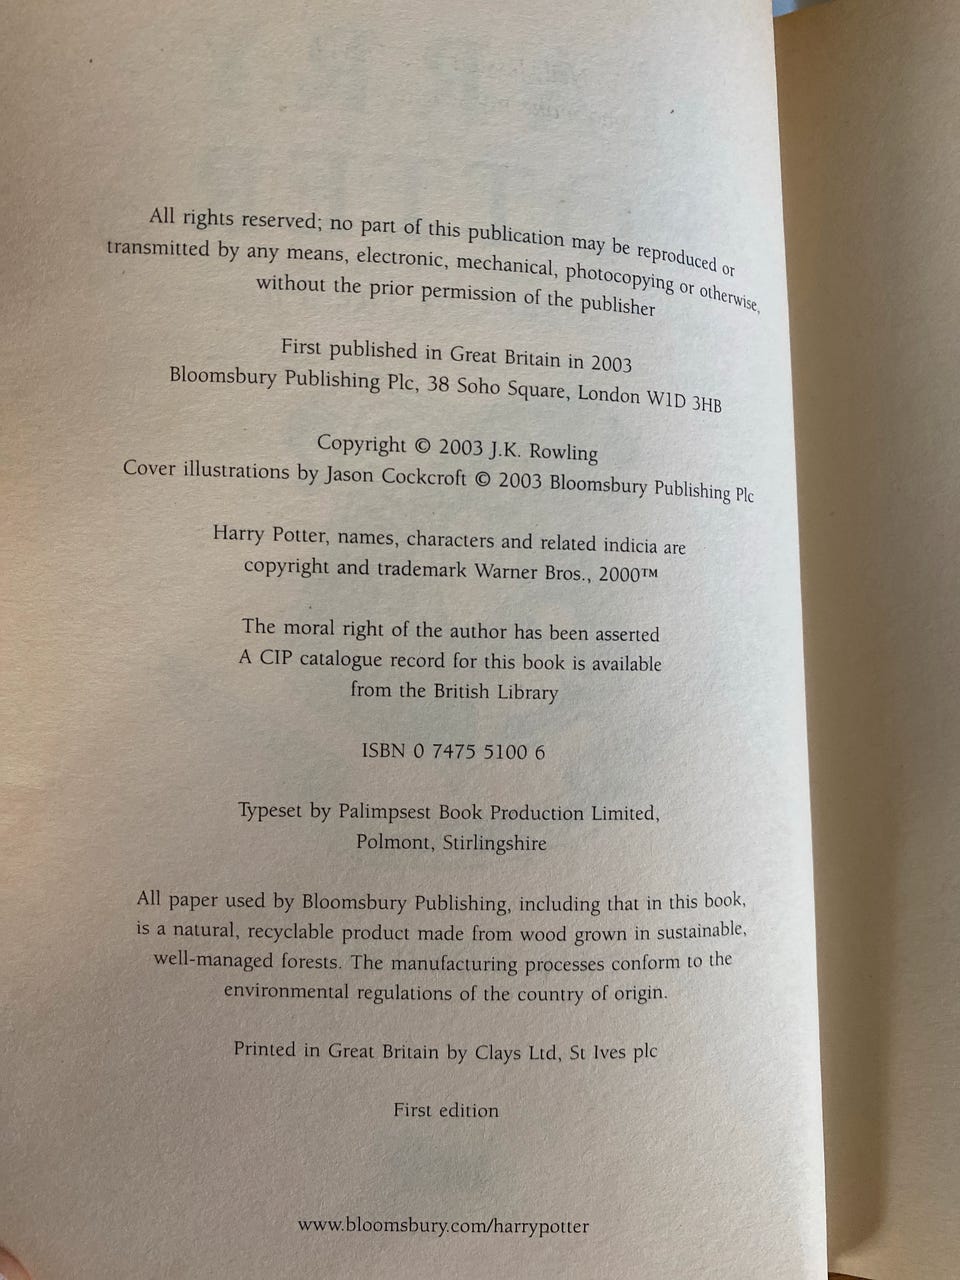 All rights reserved; no part of this publication may be reproduced or
transmitted by any means, electronic, mechanical, photocopying or otherwise,
without the prior permission of the publisher
First published in Great Britain in 2003
Bloomsbury Publishing Plc, 38 Soho Square, London W1D 3HB
Copyright © 2003 J.K. Rowling
Cover illustrations by Jason Cockcroft © 2003 Bloomsbury Publishing Plc
Harry Potter, names, characters and related indicia are
copyright and trademark Warner Bros., 2000™
The moral right of the author has been asserted
A CIP catalogue record for this book is available
from the British Library
ISBN 0 7475 5100 6
Typeset by Palimpsest Book Production Limited,
Polmont, Stirlingshire
All paper used by Bloomsbury Publishing, including that in this book,
is a natural, recyclable product made from wood grown in sustainable,
well-managed forests. The manufacturing processes conform to the
environmental regulations of the country of origin.
Printed in Great Britain by Clays Ltd, St Ives plc
First edition
www.bloomsbury.com/harrypotter